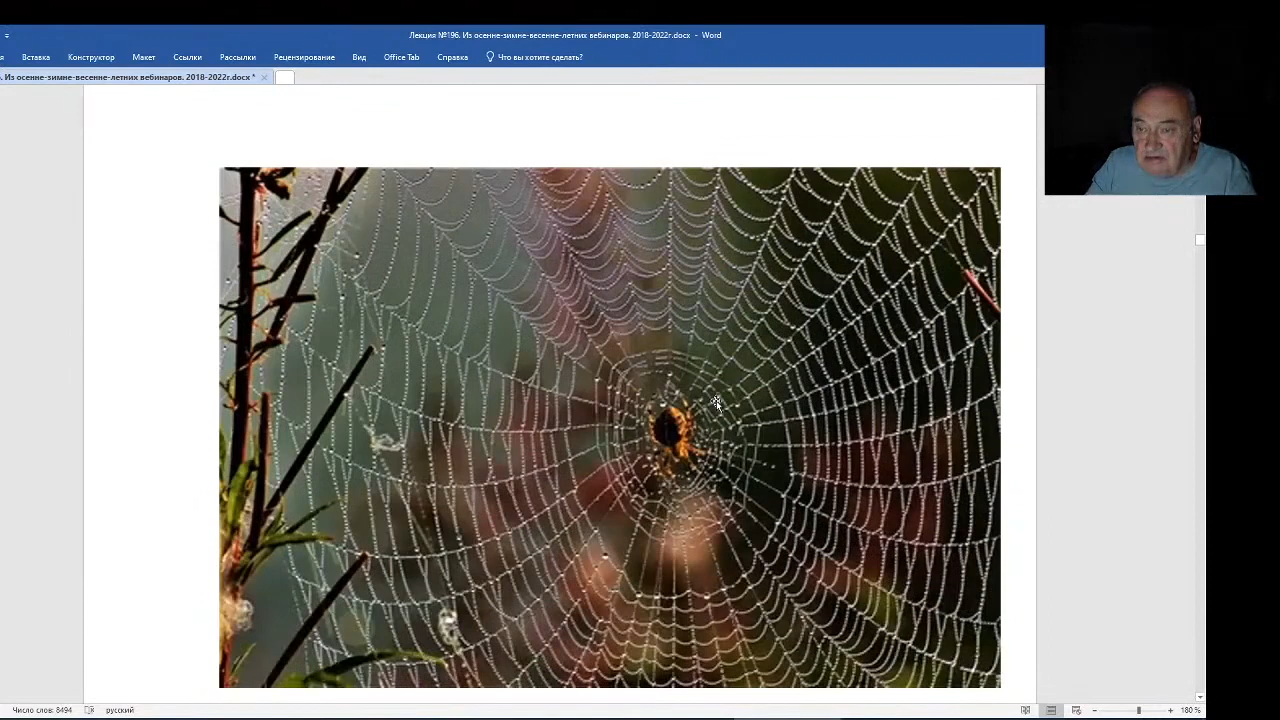 Лекция №196. Из осенне-зимне-весенне-летних вебинаров. 2018-2022г.docx - Word
Вставка Конструктор Макет Ссылки Рассылки Рецензирование Вид Office Tab Справка Что вы хотите сделать?
. Из осенне-зимне-весенне-летних вебинаров. 2018-2022г.docx *
Число слов: 8494 русский 180 %